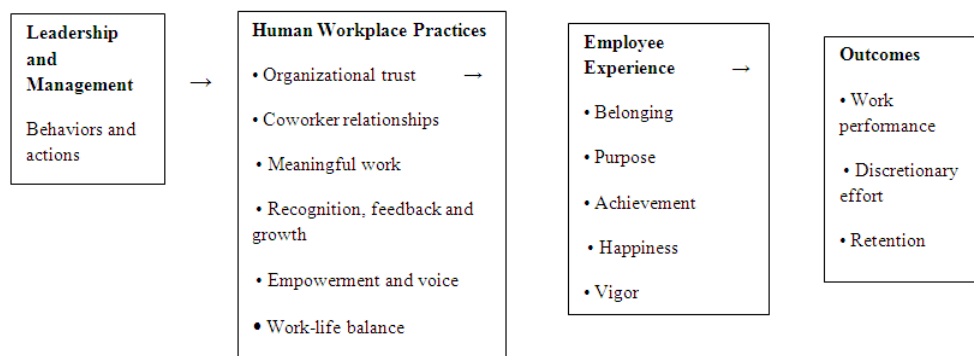 Leadership
and
Management
Behaviors and
actions
→
Human Workplace Practices
• Organizational trust →
• Coworker relationships
• Meaningful work
• Recognition, feedback and
growth
• Empowerment and voice
• Work-life balance
Employee
Experience →
• Belonging
• Purpose
• Achievement
• Happiness
• Vigor
Outcomes
• Work
performance
• Discretionary
effort
• Retention